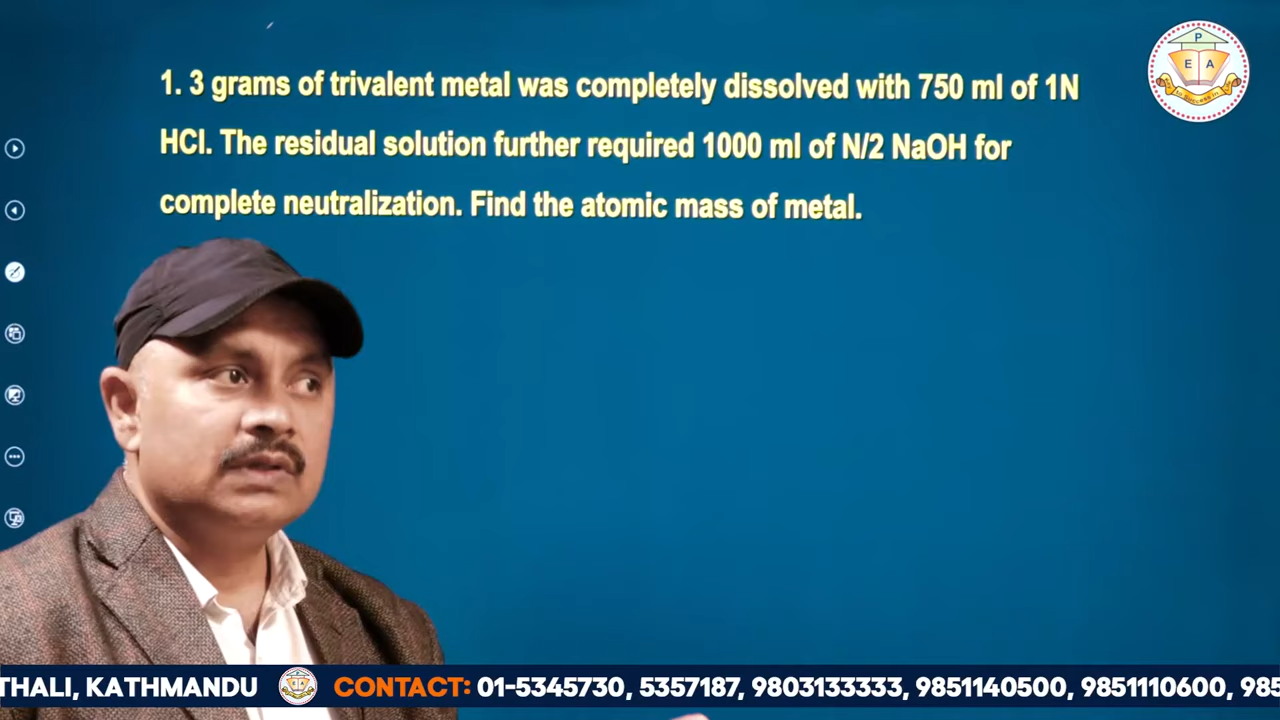 1. 3 grams of trivalent metal was completely dissolved with 750 ml of 1N
HCl. The residual solution further required 1000 ml of N/2 NaOH for
complete neutralization. Find the atomic mass of metal.
P
E A
THALI, KATHMANDU CONTACT: 01-5345730, 5357187, 9803133333, 9851140500, 9851110600, 985